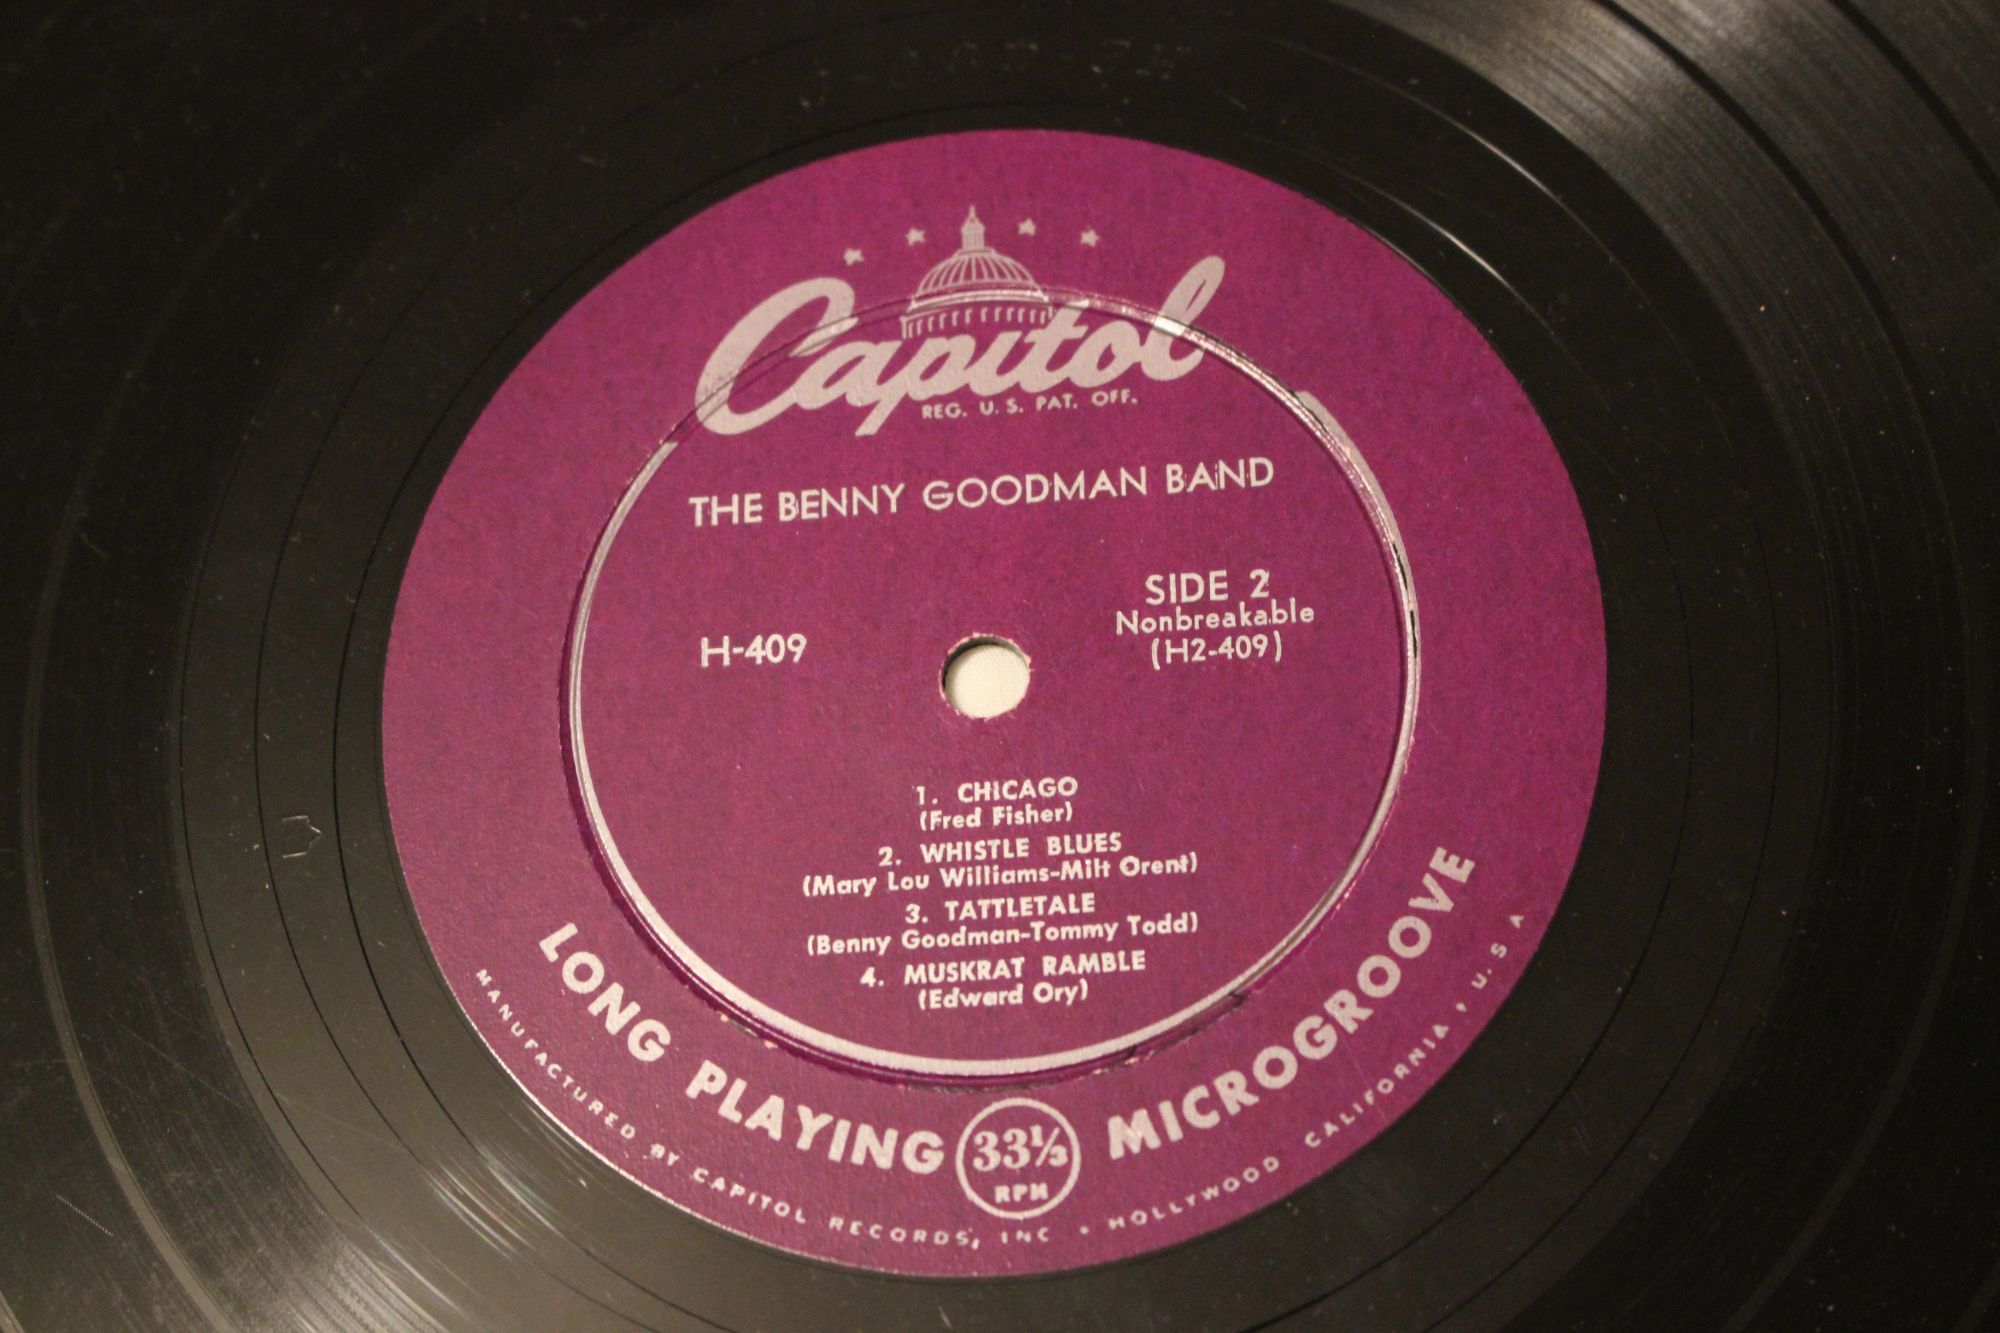 Capitol
REG. U. S. PAT. OFF.
THE BENNY GOODMAN BAND
SIDE 2
Nonbreakable
H-409
(H2-409)
1. CHICAGO
(Fred Fisher)
2. WHISTLE BLUES
(Mary Lou Williams-Milt Orent)
3. TATTLETALE
(Benny Goodman-Tommy Todd)
4. MUSKRAT RAMBLE
(Edward Ory)
LONG PLAYING 33⅓ RPM MICROGROOVE
MANUFACTURED BY CAPITOL RECORDS, INC • HOLLYWOOD CALIFORNIA, U. S A